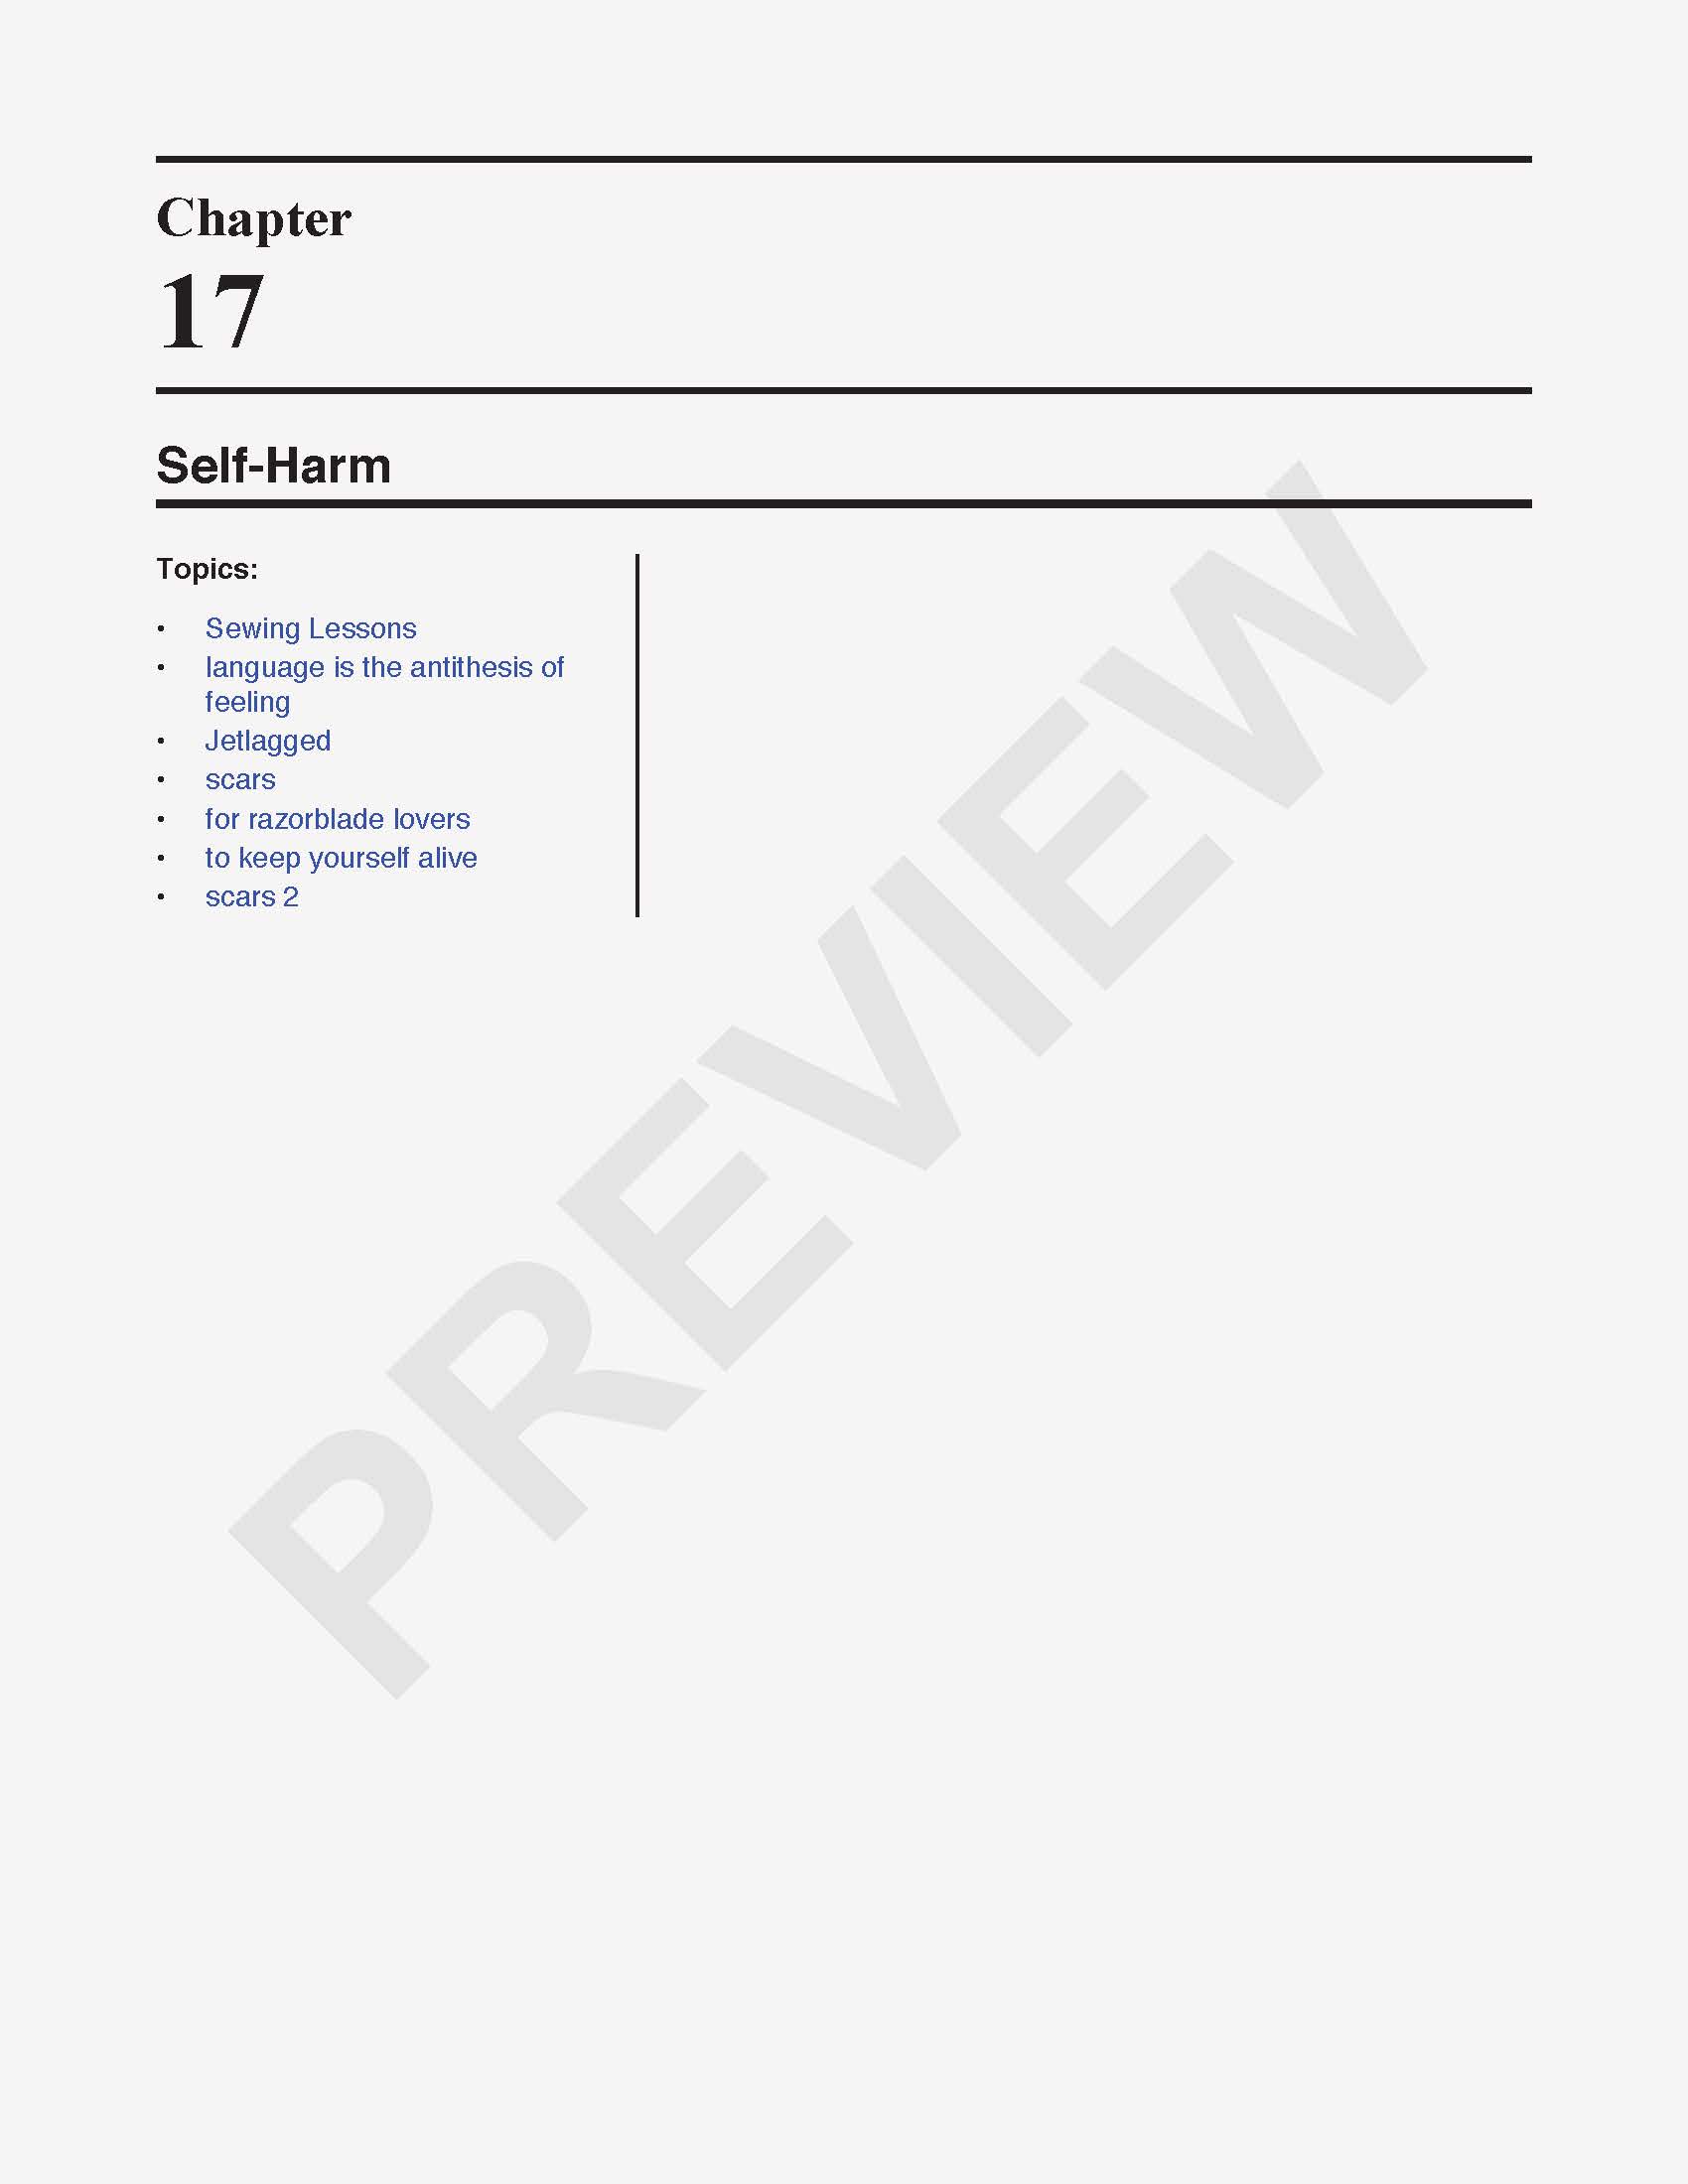 Chapter
17
Self-Harm
Topics:
• Sewing Lessons
• language is the antithesis of
feeling
• Jetlagged
• scars
• for razorblade lovers
• to keep yourself alive
• scars 2
PREVIEW